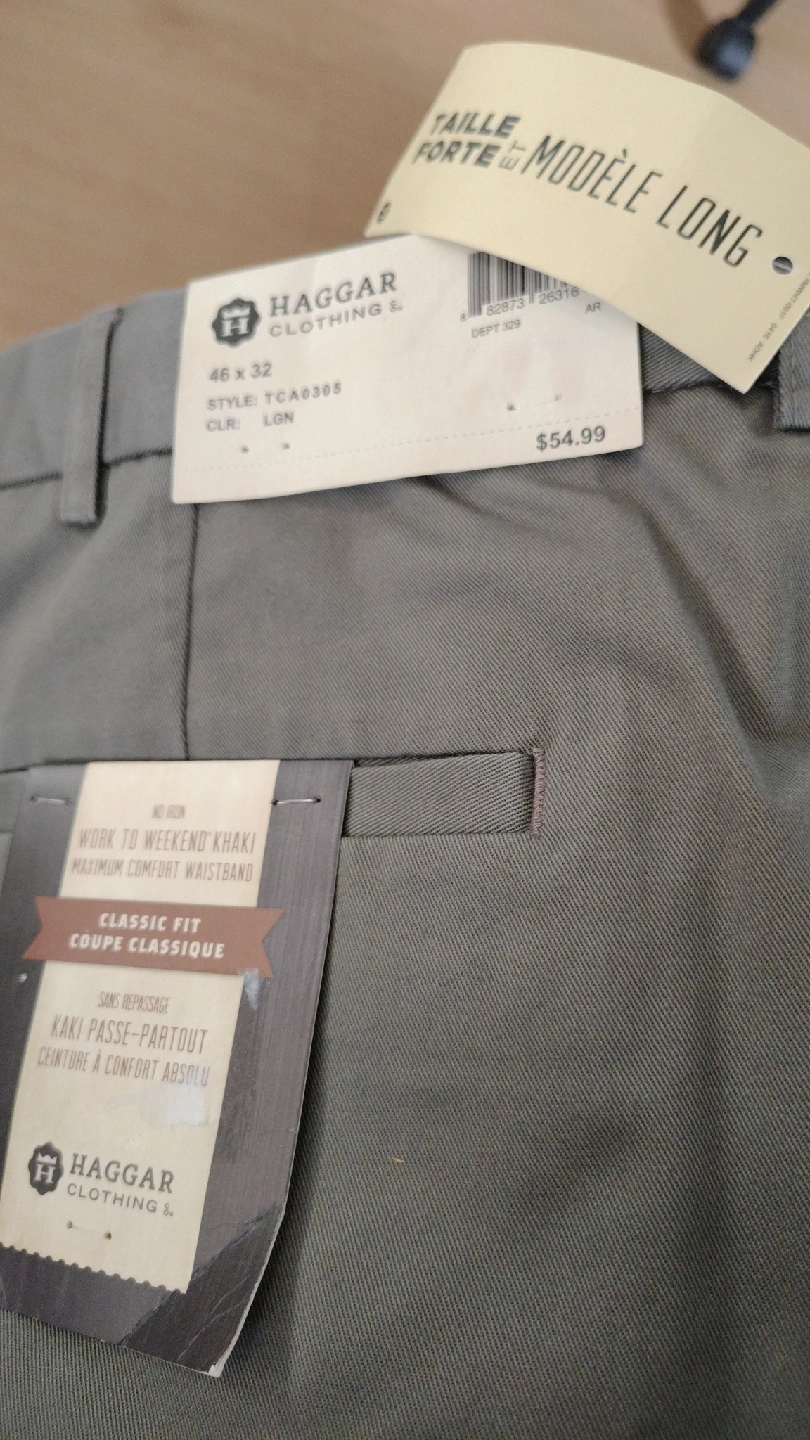 TAILLE
FORTE ET MODÈLE LONG
HAGGAR
CLOTHING Co.
82873 26316
DEPT 329
AR
46 x 32
STYLE: TCA0305
CLR: LGN
$54.99
NO IRON
WORK TO WEEKEND® KHAKI
MAXIMUM COMFORT WAISTBAND
CLASSIC FIT
COUPE CLASSIQUE
SANS REPASSAGE
KAKI PASSE-PARTOUT
CEINTURE À CONFORT ABSOLU
HAGGAR
CLOTHING Co.